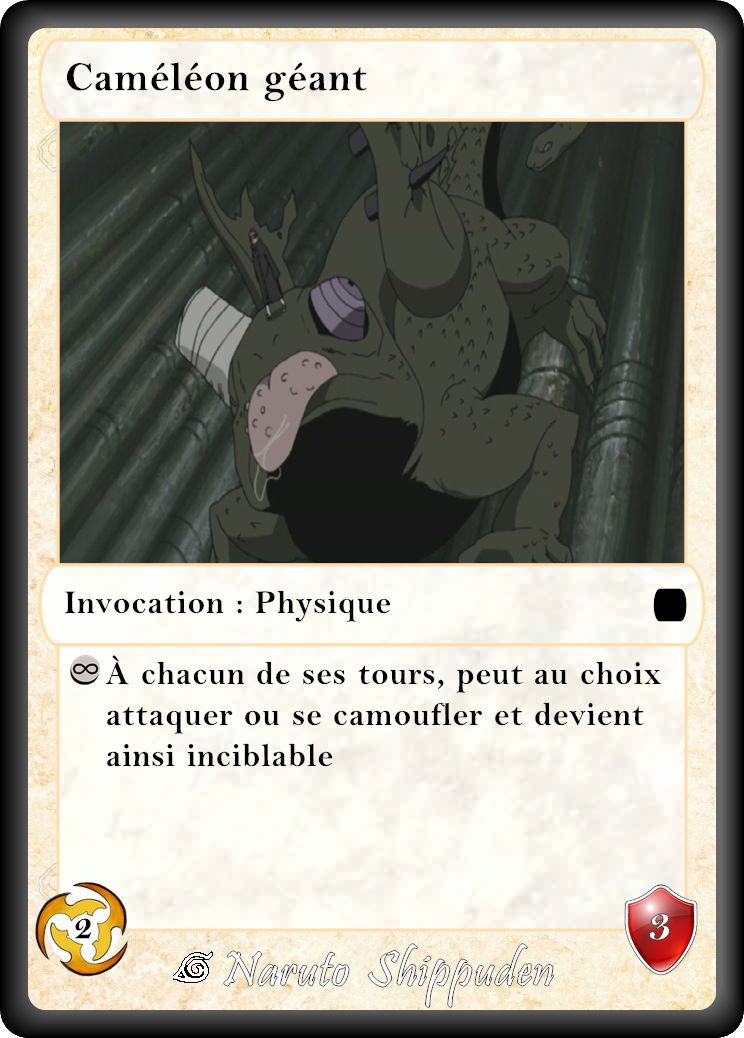 Caméléon géant
Invocation : Physique
∞ À chacun de ses tours, peut au choix
attaquer ou se camoufler et devient
ainsi inciblable
2
3
Naruto Shippuden